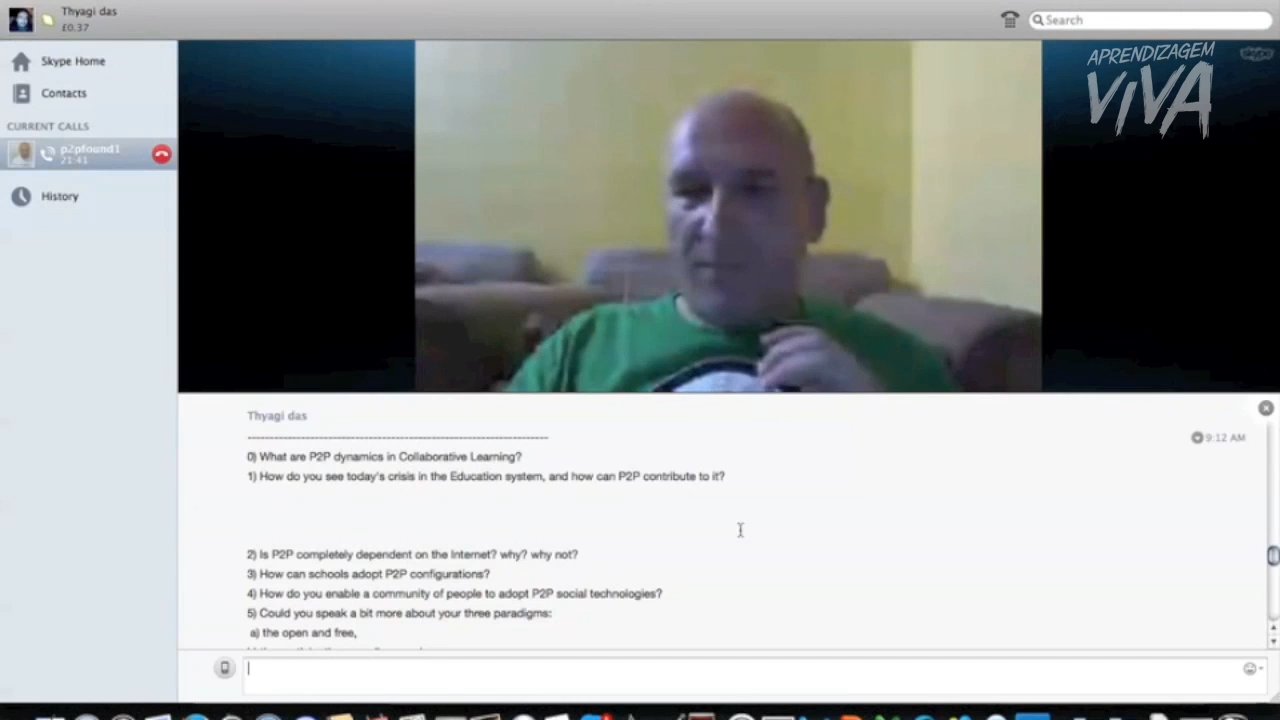 Thyagi das
£0.37
Search
Skype Home
Contacts
CURRENT CALLS
p2pfound1
21:41
History
APRENDIZAGEM
ViVA
skype
Thyagi das
--------------------------------------------------------------------
9:12 AM
0) What are P2P dynamics in Collaborative Learning?
1) How do you see today's crisis in the Education system, and how can P2P contribute to it?
2) Is P2P completely dependent on the Internet? why? why not?
3) How can schools adopt P2P configurations?
4) How do you enable a community of people to adopt P2P social technologies?
5) Could you speak a bit more about your three paradigms:
a) the open and free,